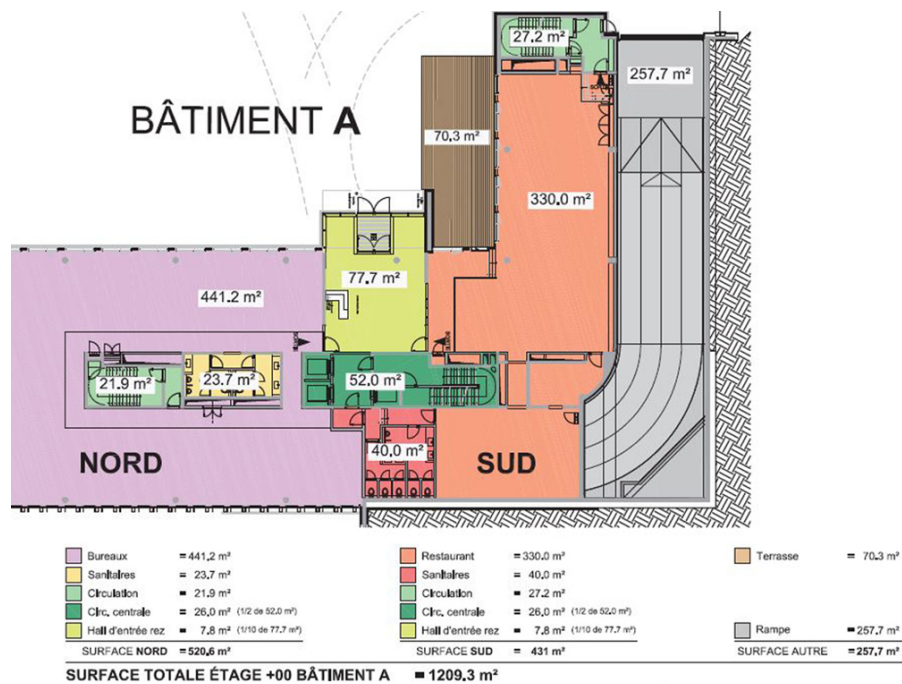 27.2 m²
257.7 m²
BÂTIMENT A
70.3 m²
330.0 m²
77.7 m²
441.2 m²
21.9 m²
23.7 m²
52.0 m²
40.0 m²
NORD
SUD
Bureaux = 441,2 m²
Sanitaires = 23.7 m²
Circulation = 21.9 m²
Circ. centrale = 26,0 m² (1/2 de 52.0 m²)
Hall d'entrée rez = 7.8 m² (1/10 de 77.7 m²)
SURFACE NORD = 520,6 m²
Restaurant = 330.0 m²
Sanitaires = 40.0 m²
Circulation = 27.2 m²
Circ. centrale = 26,0 m² (1/2 de 52.0 m²)
Hall d'entrée rez = 7.8 m² (1/10 de 77.7 m²)
SURFACE SUD = 431 m²
Terrasse = 70.3 m²
Rampe = 257.7 m²
SURFACE AUTRE = 257.7 m²
SURFACE TOTALE ÉTAGE +00 BÂTIMENT A = 1209.3 m²